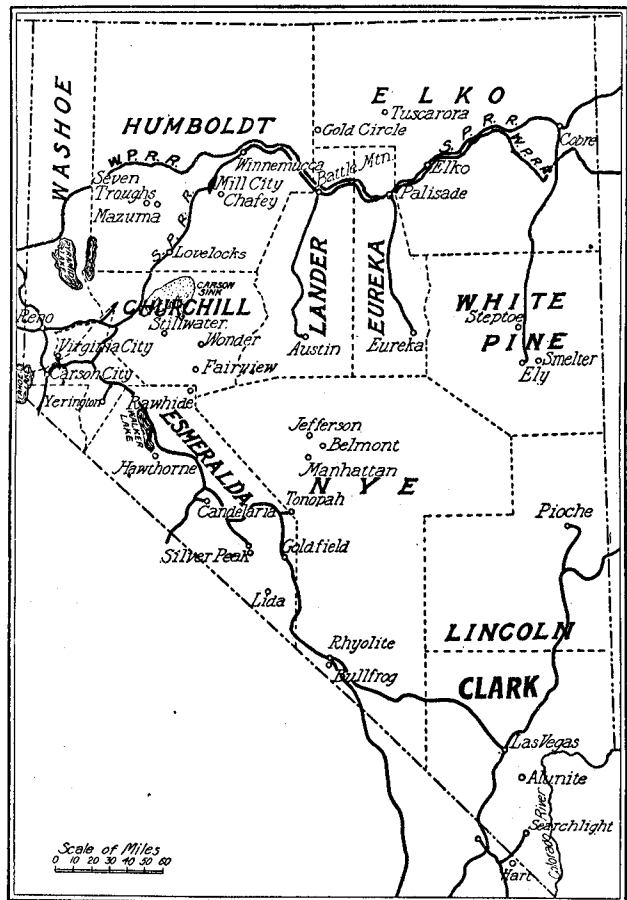 ELKO
Tuscarora
WASHOE
HUMBOLDT
Gold Circle
S. P. R. R.
Cobre
W. P. R. R.
W. P. R. R.
Winnemucca
Battle Mtn.
Elko
Seven
Troughs
Mill City
Chafey
Palisade
Mazuma
S. P. R. R.
Lovelocks
LANDER
EUREKA
CARSON
SINK
CHURCHILL
WHITE
PINE
Reno
Stillwater
Steptoe
Virginia City
Wonder
Austin
Eureka
Smelter
Ely
Carson City
Fairview
Yerington
Rawhide
WALKER
LAKE
ESMERALDA
Jefferson
Belmont
Hawthorne
Manhattan
NYE
Candelaria
Tonopah
Pioche
Silver Peak
Goldfield
Lida
LINCOLN
Rhyolite
Bullfrog
CLARK
Las Vegas
Alunite
Colorado River
Searchlight
Hart
Scale of Miles
0 10 20 30 40 50 60